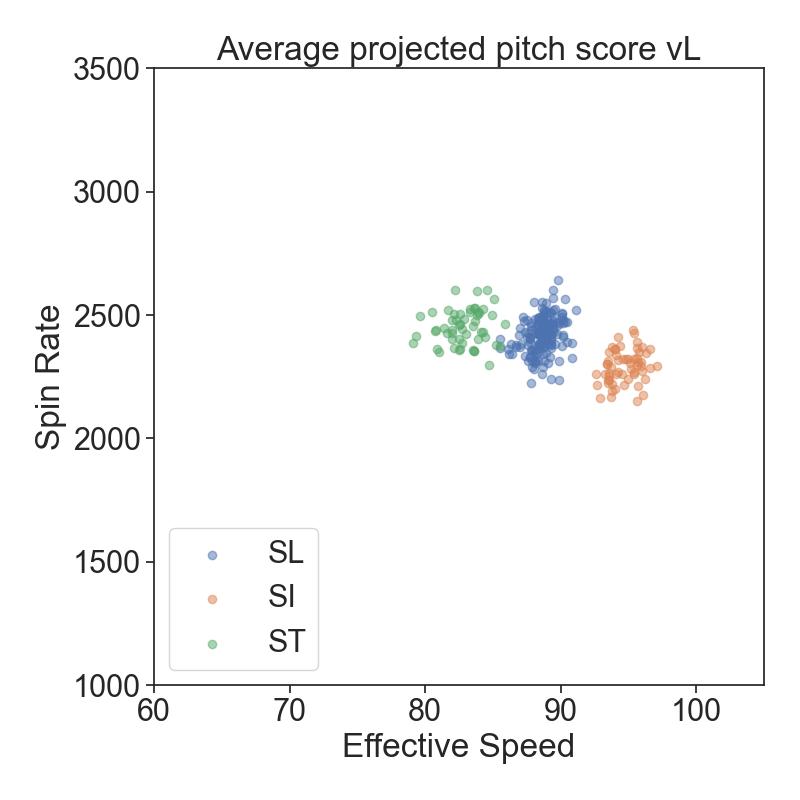 Average projected pitch score vL
3500
3000
2500
2000
1500
1000
Spin Rate
SL
SI
ST
60 70 80 90 100
Effective Speed